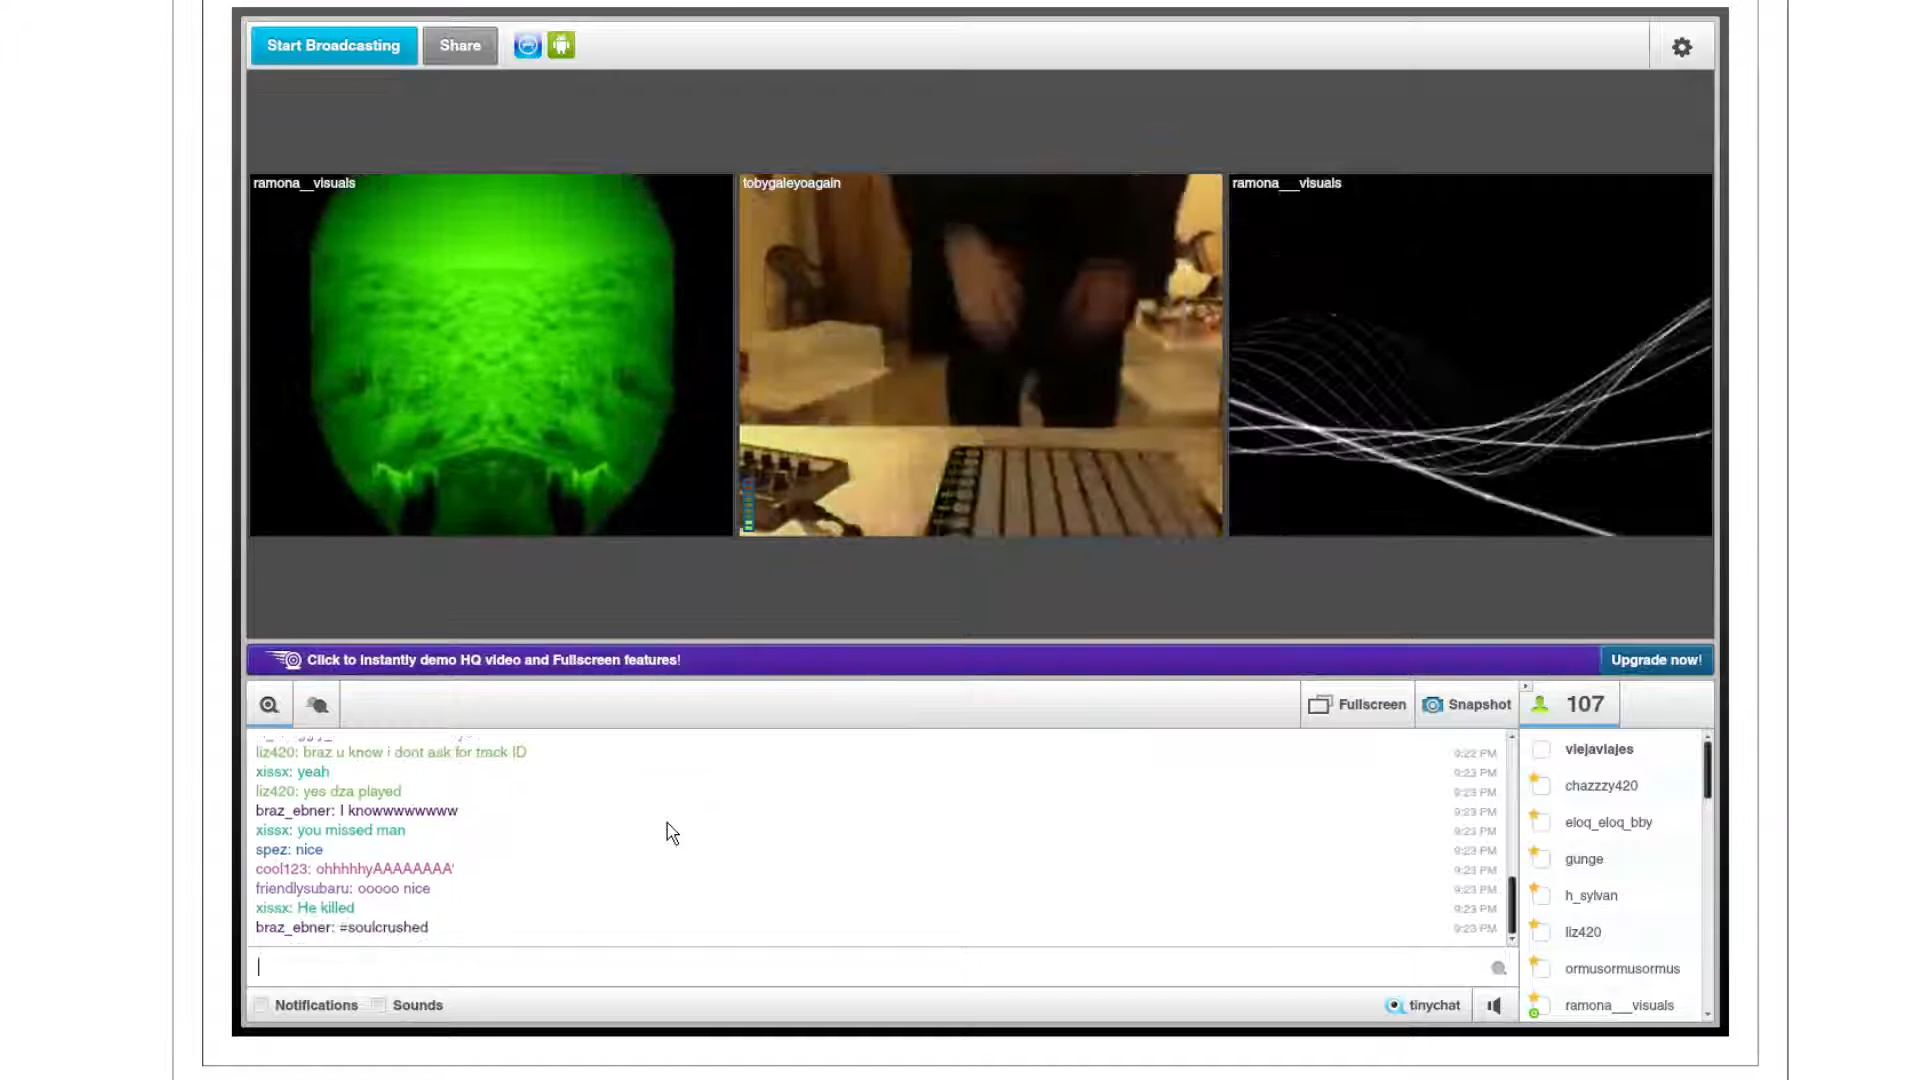 Start Broadcasting Share
ramona__visuals tobygaleyoagain ramona___visuals
Click to instantly demo HQ video and Fullscreen features! Upgrade now!
Fullscreen Snapshot 107
liz420: braz u know i dont ask for track ID 9:22 PM
xissx: yeah 9:23 PM
liz420: yes dza played 9:23 PM
braz_ebner: I knowwwwwwww 9:23 PM
xissx: you missed man 9:23 PM
spez: nice 9:23 PM
cool123: ohhhhhyAAAAAAAA' 9:23 PM
friendlysubaru: ooooo nice 9:23 PM
xissx: He killed 9:23 PM
braz_ebner: #soulcrushed 9:23 PM
viejaviajes
chazzzy420
eloq_eloq_bby
gunge
h_sylvan
liz420
ormusormusormus
ramona___visuals
Notifications Sounds tinychat